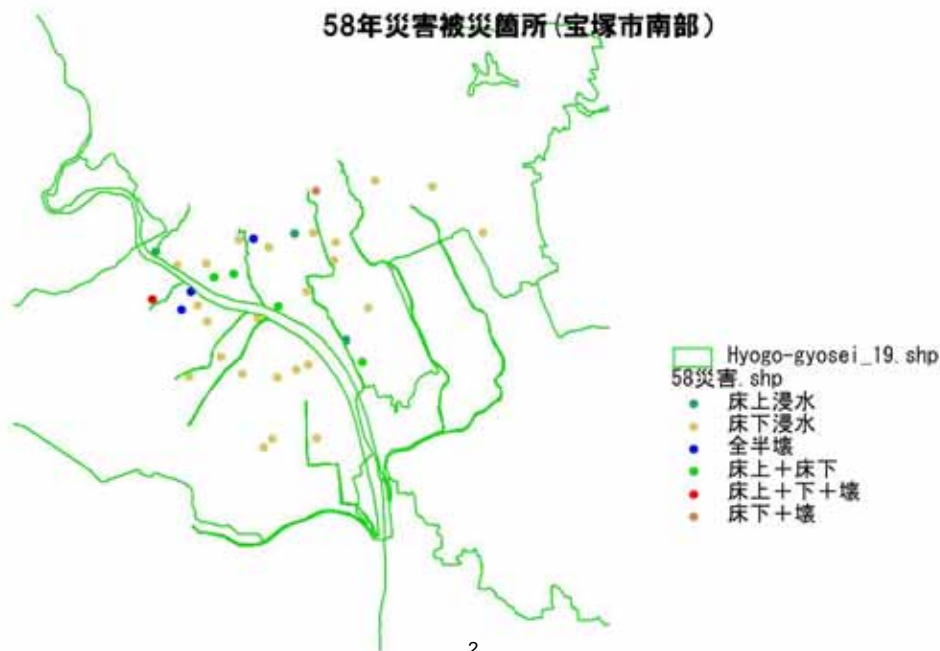 58年災害被災箇所(宝塚市南部)
Hyogo-gyosei_19.shp
58災害.shp
床上浸水
床下浸水
全半壊
床上＋床下
床上＋下＋壊
床下＋壊
2